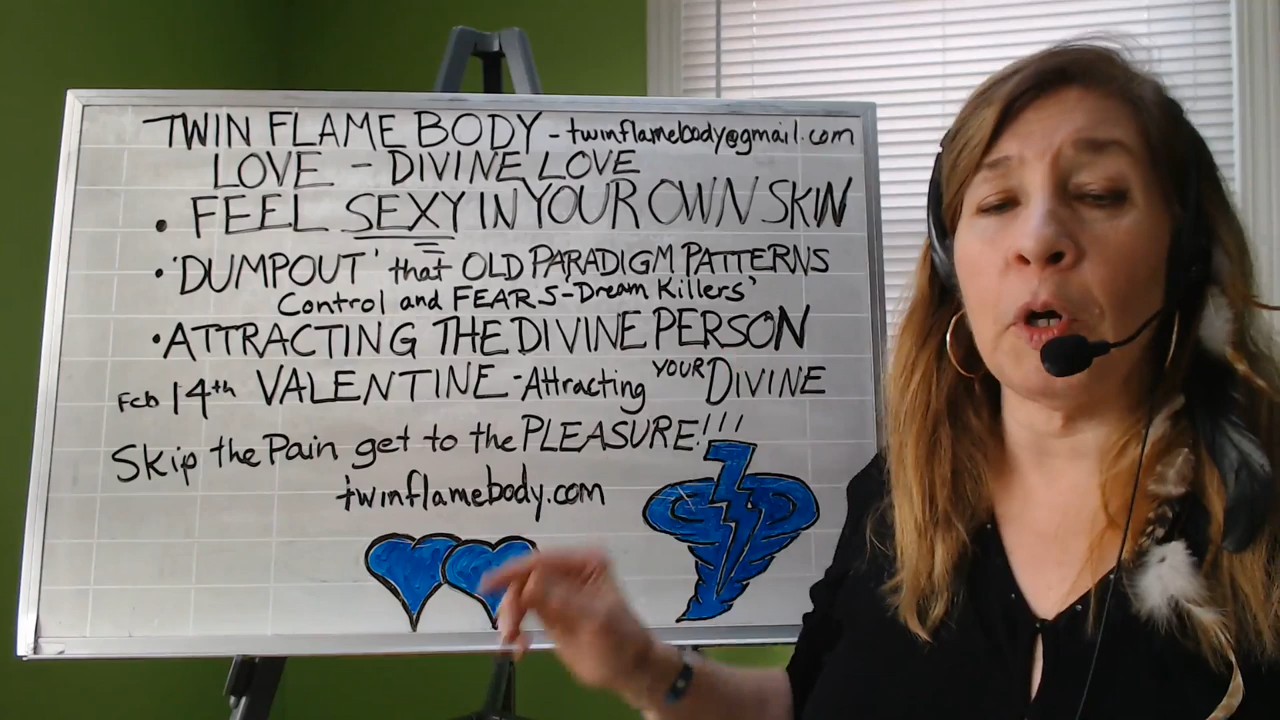 TWIN FLAME BODY - twinflamebody@gmail.com
LOVE - DIVINE LOVE
• FEEL SEXY IN YOUR OWN SKIN
• 'DUMPOUT' that OLD PARADIGM PATTERNS
Control and FEARS-Dream Killers'
• ATTRACTING THE DIVINE PERSON
Feb 14th VALENTINE - Attracting YOUR DIVINE
Skip the Pain get to the PLEASURE!!!
twinflamebody.com